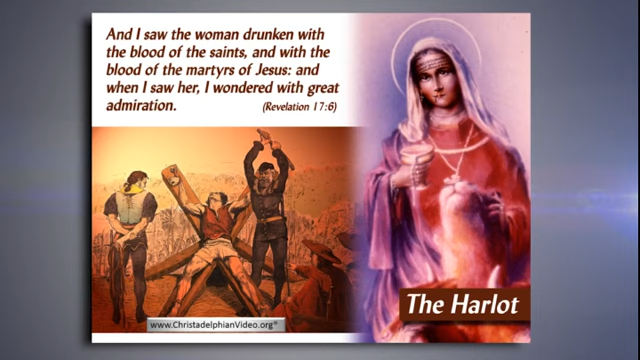 And I saw the woman drunken with
the blood of the saints, and with the
blood of the martyrs of Jesus: and
when I saw her, I wondered with great
admiration. (Revelation 17:6)
The Harlot
www.ChristadelphianVideo.org®